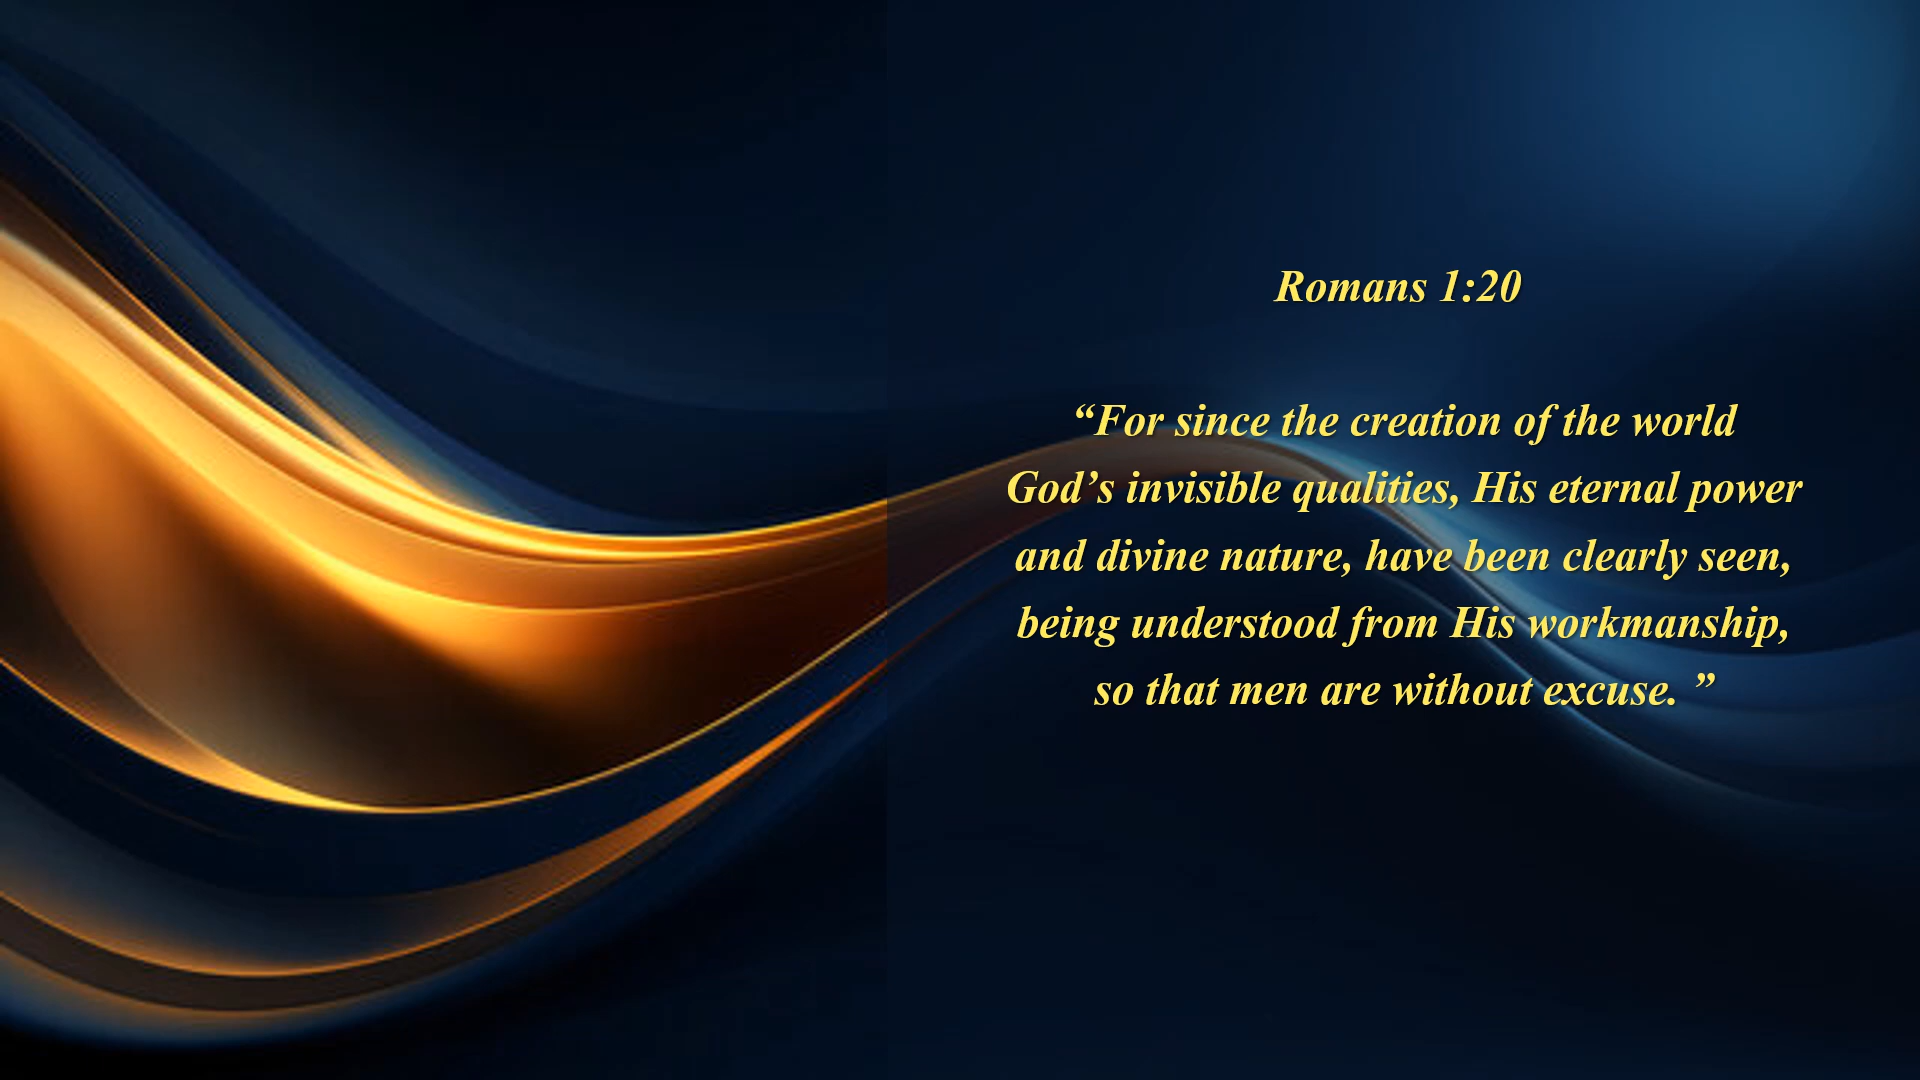 Romans 1:20
“For since the creation of the world
God’s invisible qualities, His eternal power
and divine nature, have been clearly seen,
being understood from His workmanship,
so that men are without excuse. ”